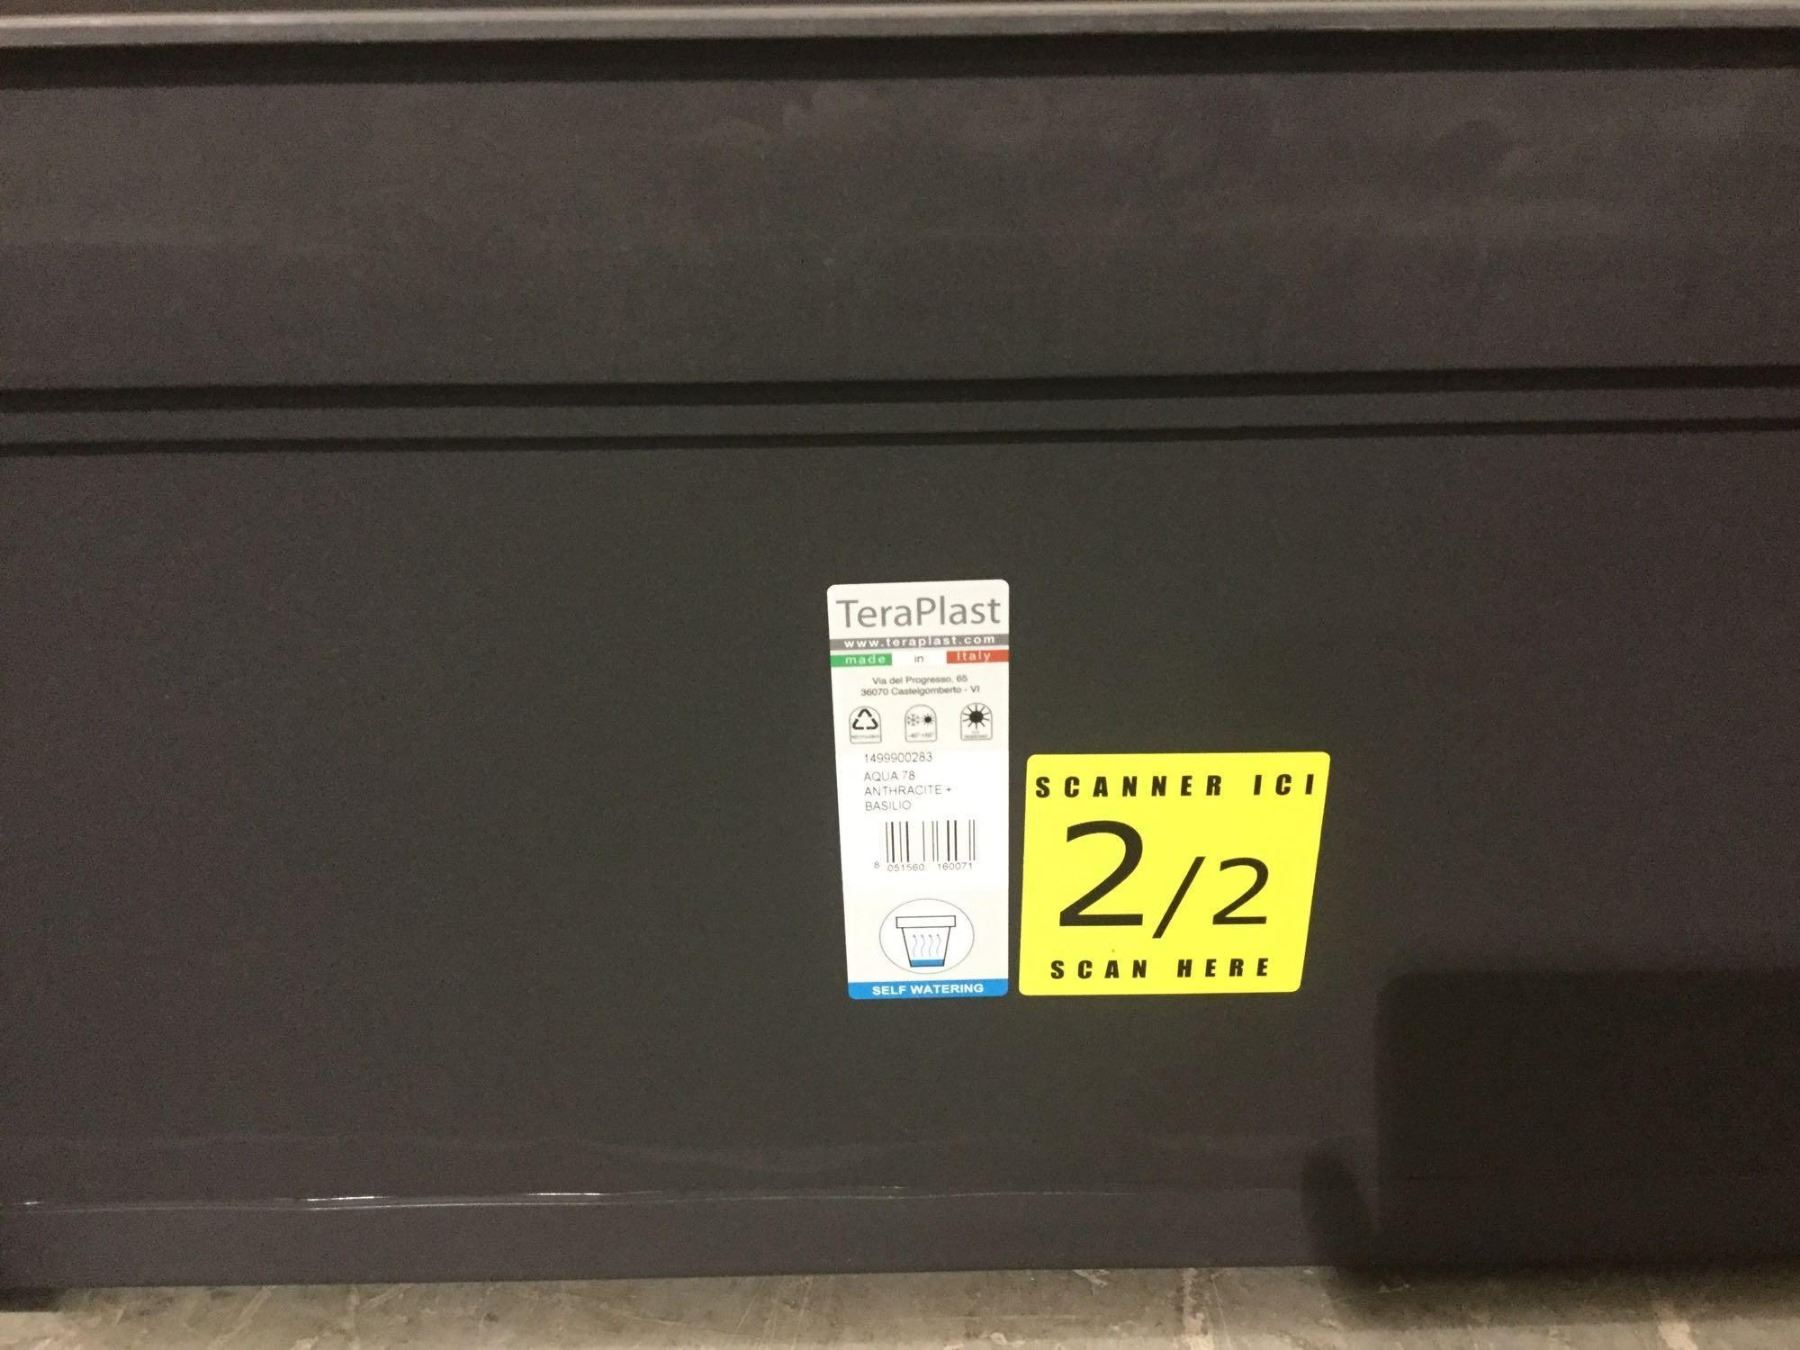 TeraPlast
www.teraplast.com
made in Italy
Via del Progresso, 65
36070 Castelgomberto - VI
1499900283
AQUA 78
ANTHRACITE +
BASILIO
8 051560 160071
SELF WATERING
SCANNER ICI
2/2
SCAN HERE